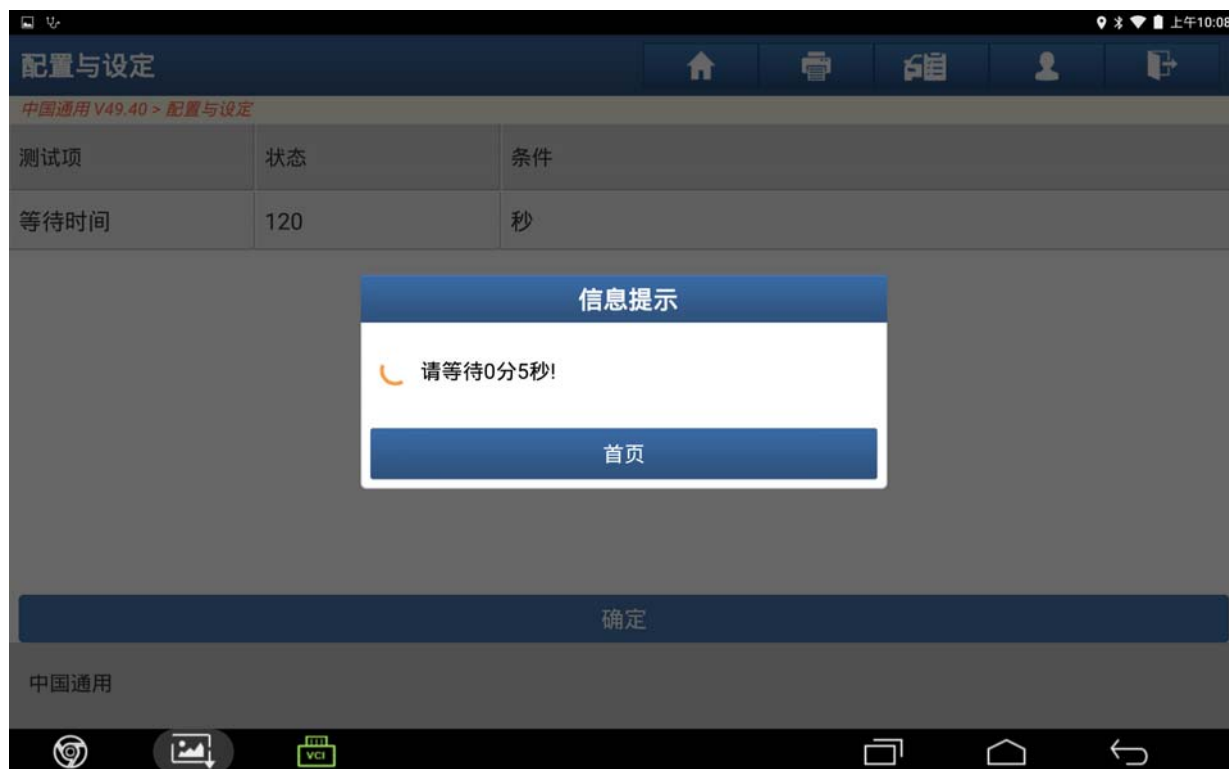 上午10:08
配置与设定
中国通用 V49.40 > 配置与设定
测试项 状态 条件
等待时间 120 秒
信息提示
请等待0分5秒!
首页
确定
中国通用
VCI